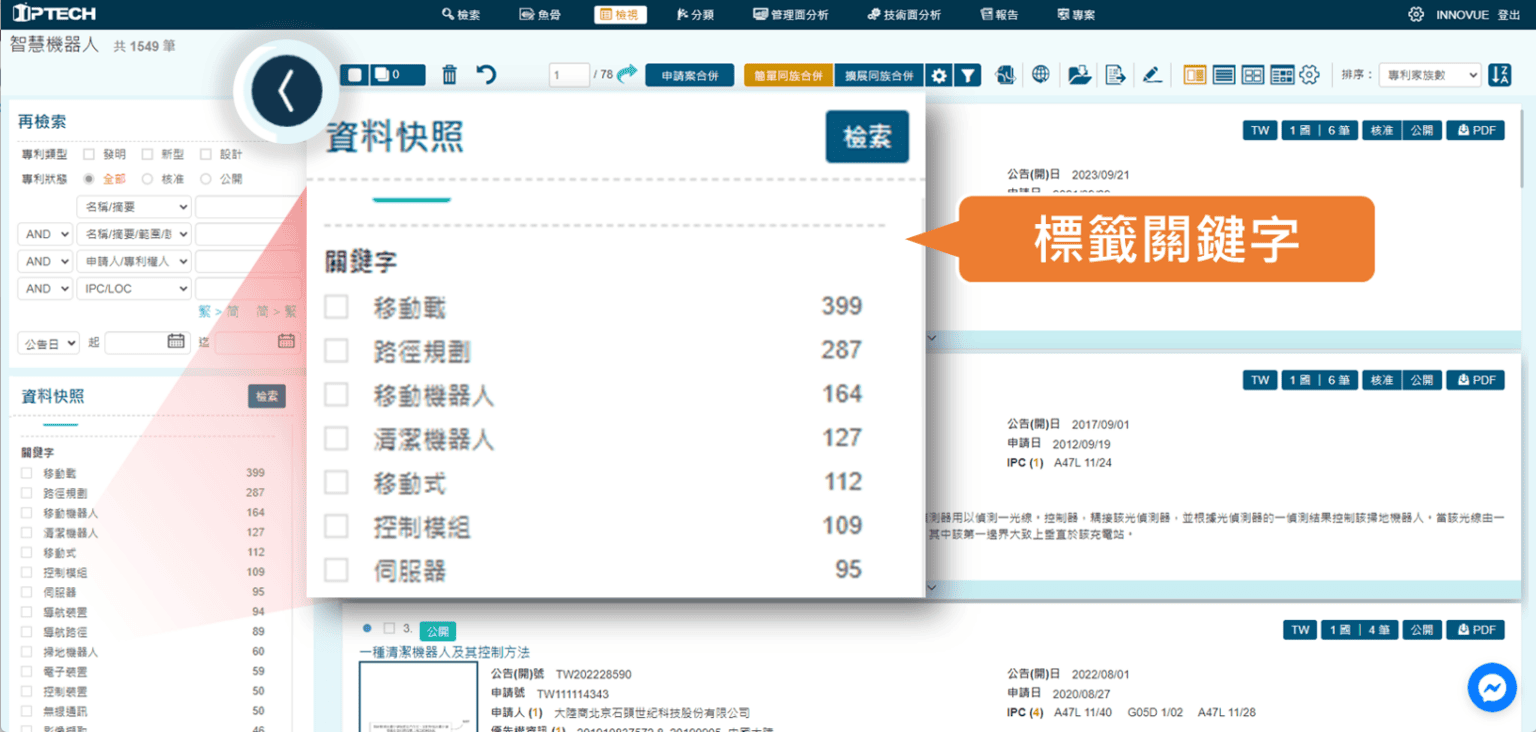 IPTECH
檢索 魚骨 檢視 分類 管理面分析 技術面分析 報告 專案
INNOVUE 登出
智慧機器人 共 1549 筆
0
1 / 78
申請案合併 簡單同族合併 擴展同族合併
排序： 專利家族數
再檢索
專利類型 發明 新型 設計
專利狀態 全部 核准 公開
名稱/摘要
AND 名稱/摘要/範圍/
AND 申請人/專利權人
AND IPC/LOC
繁 > 簡 簡 > 繁
公告日 起 迄
資料快照 檢索
關鍵字
移動載 399
路徑規劃 287
移動機器人 164
清潔機器人 127
移動式 112
控制模組 109
伺服器 95
導航裝置 94
導航路徑 89
掃地機器人 60
電子裝置 59
控制裝置 50
無線通訊 50
46
資料快照 檢索
關鍵字
移動載 399
路徑規劃 287
移動機器人 164
清潔機器人 127
移動式 112
控制模組 109
伺服器 95
標籤關鍵字
TW 1 國 | 6 筆 核准 公開 PDF
公告(開)日 2023/09/21
TW 1 國 | 6 筆 核准 公開 PDF
公告(開)日 2017/09/01
申請日 2012/09/19
IPC (1) A47L 11/24
測器用以偵測一光線。控制器，耦接該光偵測器，並根據光偵測器的一偵測結果控制該掃地機器人。當該光線由一
其中該第一邊界大致上垂直於該充電站。
3. 公開
TW 1 國 | 4 筆 公開 PDF
一種清潔機器人及其控制方法
公告(開)號 TW202228590
申請號 TW111114343
申請人 (1) 大陸商北京石頭世紀科技股份有限公司
公告(開)日 2022/08/01
申請日 2020/08/27
IPC (4) A47L 11/40 G05D 1/02 A47L 11/28